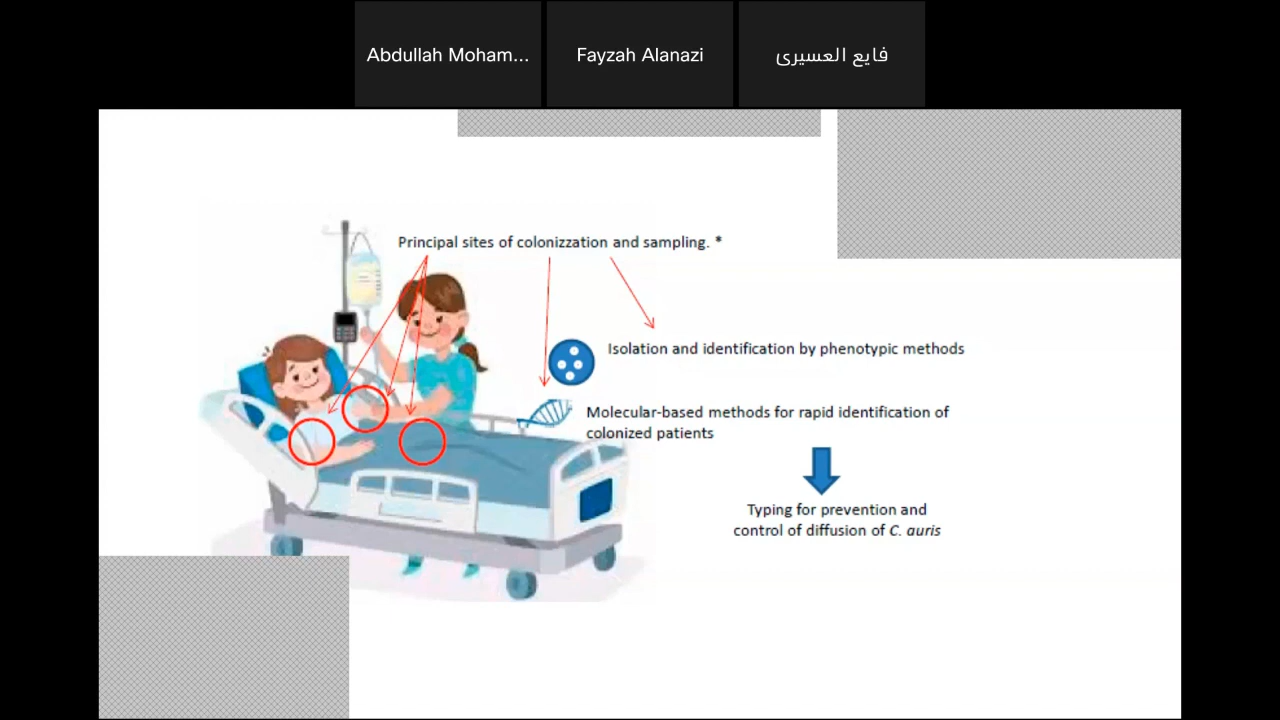 Abdullah Moham...
Fayzah Alanazi
فايع العسيرى
Principal sites of colonizzation and sampling. *
Isolation and identification by phenotypic methods
Molecular-based methods for rapid identification of
colonized patients
Typing for prevention and
control of diffusion of C. auris